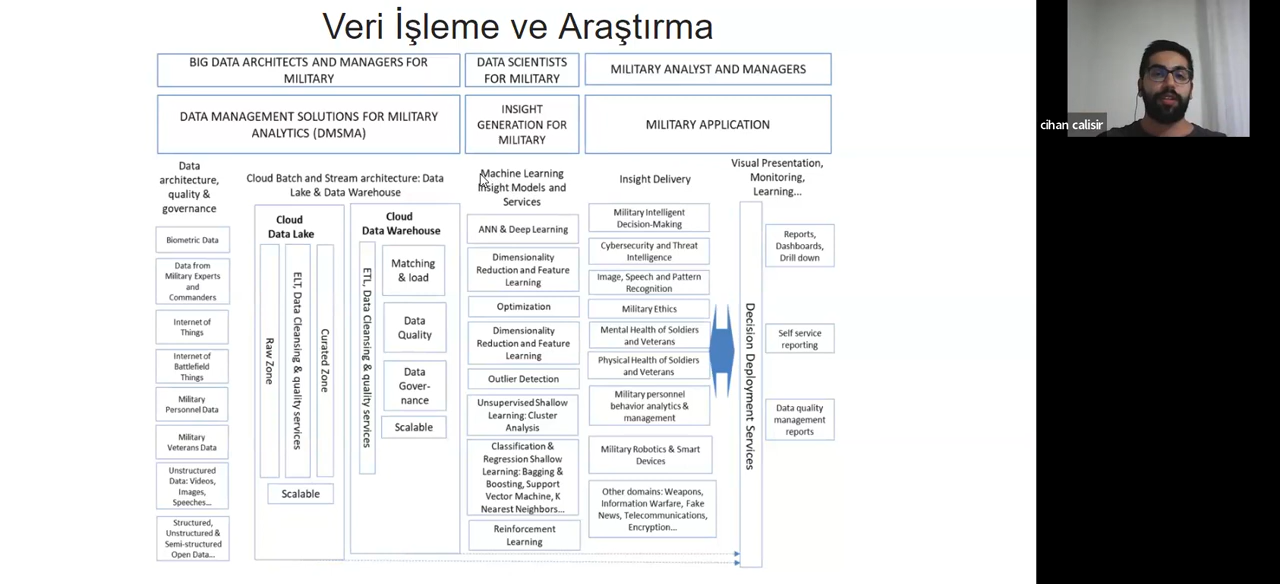 Veri İşleme ve Araştırma
BIG DATA ARCHITECTS AND MANAGERS FOR
MILITARY
DATA SCIENTISTS
FOR MILITARY
MILITARY ANALYST AND MANAGERS
DATA MANAGEMENT SOLUTIONS FOR MILITARY
ANALYTICS (DMSMA)
INSIGHT
GENERATION FOR
MILITARY
MILITARY APPLICATION
Data
architecture,
quality &
governance
Biometric Data
Data from
Military Experts
and
Commanders
Internet of
Things
Internet of
Battlefield
Things
Military
Personnel Data
Military
Veterans Data
Unstructured
Data: Videos,
Images,
Speeches...
Structured,
Unstructured &
Semi-structured
Open Data...
Cloud Batch and Stream architecture: Data
Lake & Data Warehouse
Cloud
Data Lake
Raw Zone
ELT, Data Cleansing & quality services
Curated Zone
Scalable
Cloud
Data Warehouse
ETL, Data Cleansing & quality services
Matching
& load
Data
Quality
Data
Gover-
nance
Scalable
Machine Learning
Insight Models and
Services
ANN & Deep Learning
Dimensionality
Reduction and Feature
Learning
Optimization
Dimensionality
Reduction and Feature
Learning
Outlier Detection
Unsupervised Shallow
Learning: Cluster
Analysis
Classification &
Regression Shallow
Learning: Bagging &
Boosting, Support
Vector Machine, K
Nearest Neighbors...
Reinforcement
Learning
Insight Delivery
Military Intelligent
Decision-Making
Cybersecurity and Threat
Intelligence
Image, Speech and Pattern
Recognition
Military Ethics
Mental Health of Soldiers
and Veterans
Physical Health of Soldiers
and Veterans
Military personnel
behavior analytics &
management
Military Robotics & Smart
Devices
Other domains: Weapons,
Information Warfare, Fake
News, Telecommunications,
Encryption...
Visual Presentation,
Monitoring,
Learning...
Decision Deployment Services
Reports,
Dashboards,
Drill down
Self service
reporting
Data quality
management
reports
cihan calisir